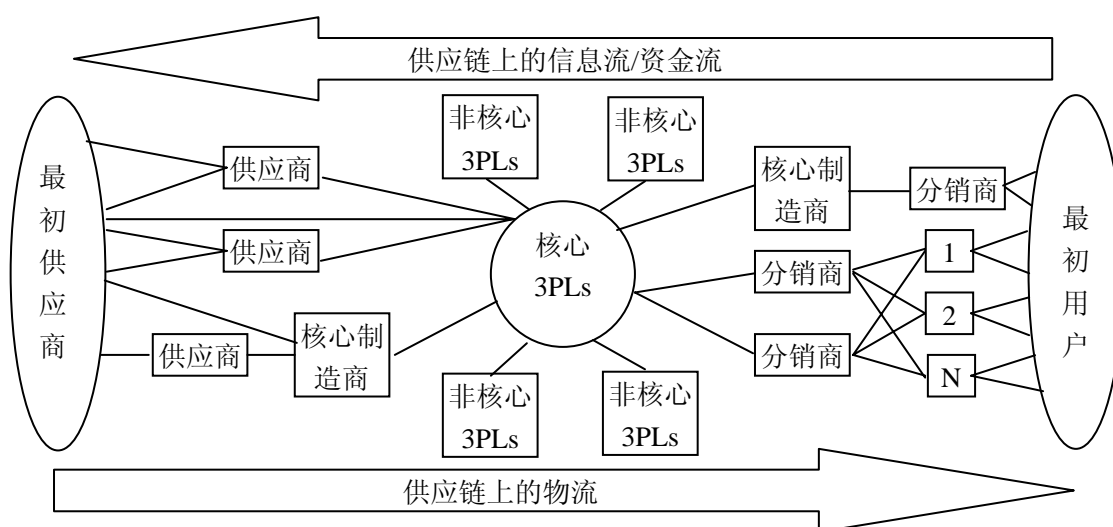 供应链上的信息流/资金流
非核心
3PLs
非核心
3PLs
最
初
供
应
商
供应商
供应商
供应商
核心制
造商
核心
3PLs
非核心
3PLs
非核心
3PLs
核心制
造商
分销商
分销商
分销商
1
2
N
最
初
用
户
供应链上的物流